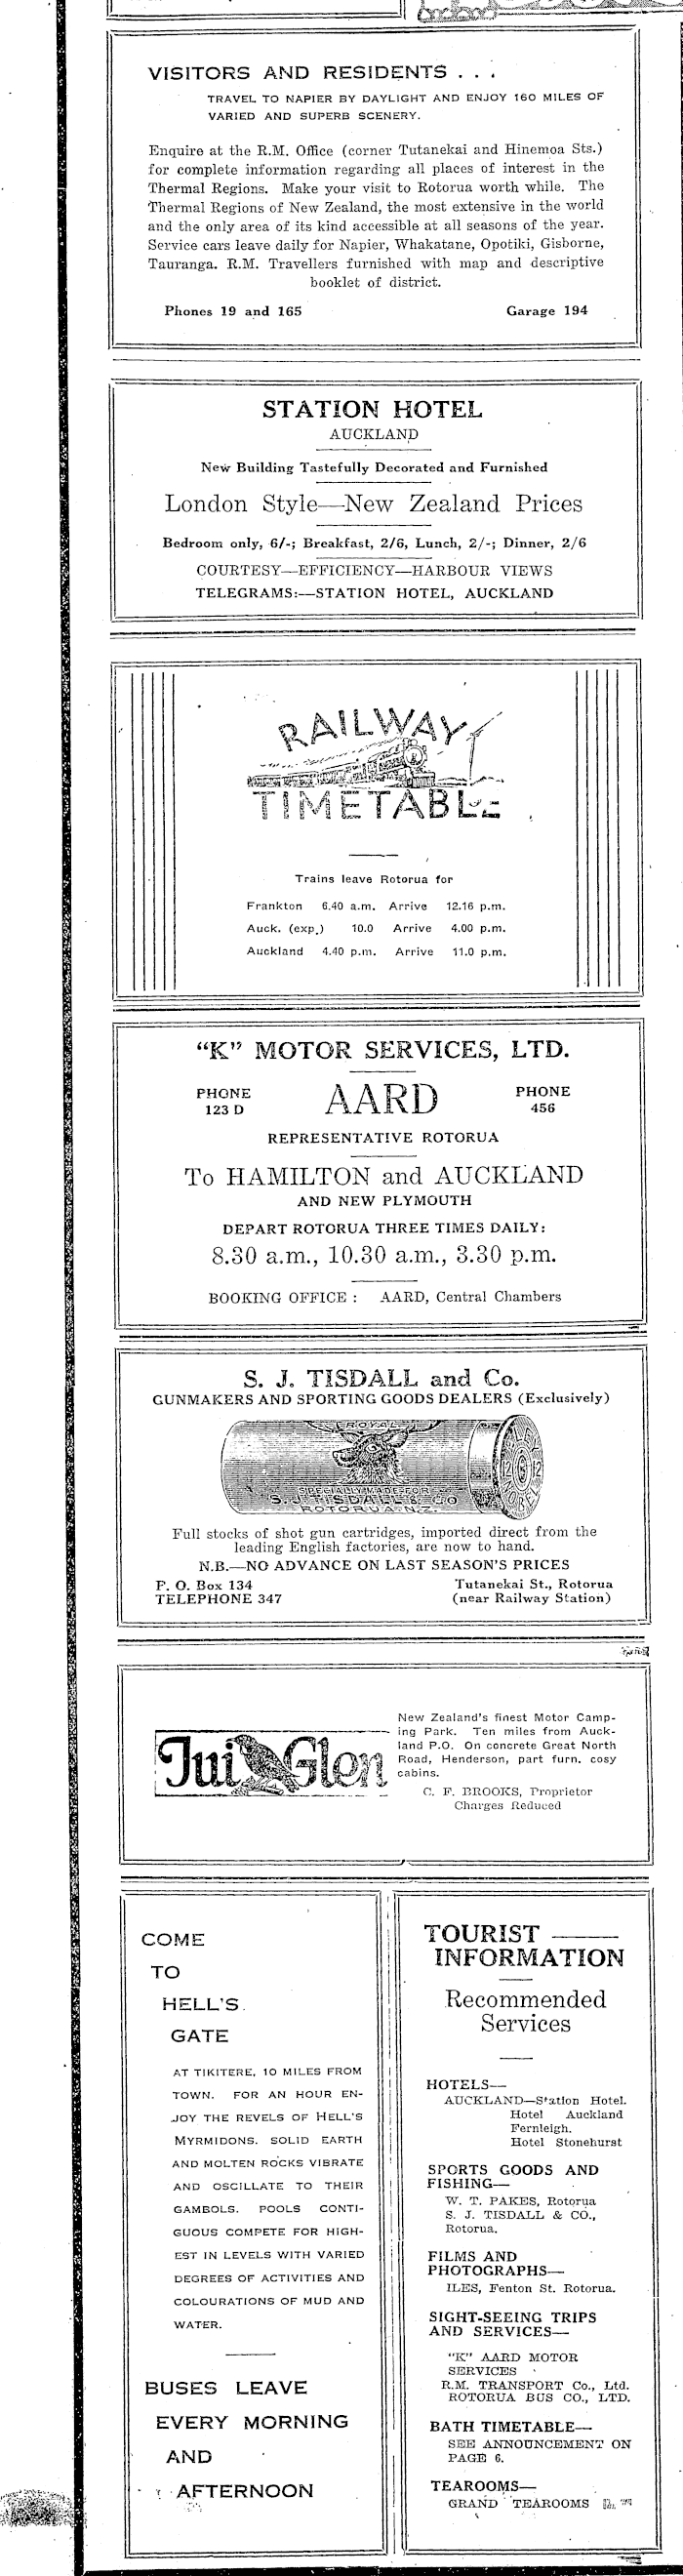 VISITORS AND RESIDENTS . . .
TRAVEL TO NAPIER BY DAYLIGHT AND ENJOY 160 MILES OF
VARIED AND SUPERB SCENERY.
Enquire at the R.M. Office (corner Tutanekai and Hinemoa Sts.)
for complete information regarding all places of interest in the
Thermal Regions. Make your visit to Rotorua worth while. The
Thermal Regions of New Zealand, the most extensive in the world
and the only area of its kind accessible at all seasons of the year.
Service cars leave daily for Napier, Whakatane, Opotiki, Gisborne,
Tauranga. R.M. Travellers furnished with map and descriptive
booklet of district.
Phones 19 and 165 Garage 194
STATION HOTEL
AUCKLAND
New Building Tastefully Decorated and Furnished
London Style—New Zealand Prices
Bedroom only, 6/-; Breakfast, 2/6, Lunch, 2/-; Dinner, 2/6
COURTESY—EFFICIENCY—HARBOUR VIEWS
TELEGRAMS:—STATION HOTEL, AUCKLAND
RAILWAY
TIMETABLE
Trains leave Rotorua for
Frankton 6.40 a.m. Arrive 12.16 p.m.
Auck. (exp.) 10.0 Arrive 4.00 p.m.
Auckland 4.40 p.m. Arrive 11.0 p.m.
"K" MOTOR SERVICES, LTD.
PHONE 123 D AARD PHONE 456
REPRESENTATIVE ROTORUA
To HAMILTON and AUCKLAND
AND NEW PLYMOUTH
DEPART ROTORUA THREE TIMES DAILY:
8.30 a.m., 10.30 a.m., 3.30 p.m.
BOOKING OFFICE : AARD, Central Chambers
S. J. TISDALL and Co.
GUNMAKERS AND SPORTING GOODS DEALERS (Exclusively)
ROYAL
SPECIALLY MADE FOR
S. J. TISDALL & CO
ROTORUA. N.Z.
ELEY
12 12
Full stocks of shot gun cartridges, imported direct from the
leading English factories, are now to hand.
N.B.—NO ADVANCE ON LAST SEASON'S PRICES
P. O. Box 134 Tutanekai St., Rotorua
TELEPHONE 347 (near Railway Station)
Tui Glen
New Zealand's finest Motor Camp-
ing Park. Ten miles from Auck-
land P.O. On concrete Great North
Road, Henderson, part furn. cosy
cabins.
C. F. BROOKS, Proprietor
Charges Reduced
COME
TO
HELL'S
GATE
AT TIKITERE, 10 MILES FROM
TOWN. FOR AN HOUR EN-
JOY THE REVELS OF HELL'S
MYRMIDONS. SOLID EARTH
AND MOLTEN ROCKS VIBRATE
AND OSCILLATE TO THEIR
GAMBOLS. POOLS CONTI-
GUOUS COMPETE FOR HIGH-
EST IN LEVELS WITH VARIED
DEGREES OF ACTIVITIES AND
COLOURATIONS OF MUD AND
WATER.
BUSES LEAVE
EVERY MORNING
AND
AFTERNOON
TOURIST
INFORMATION
Recommended
Services
HOTELS—
AUCKLAND—Station Hotel.
Hotel Auckland
Fernleigh.
Hotel Stonehurst
SPORTS GOODS AND
FISHING—
W. T. PAKES, Rotorua
S. J. TISDALL & CO.,
Rotorua.
FILMS AND
PHOTOGRAPHS—
ILES, Fenton St. Rotorua.
SIGHT-SEEING TRIPS
AND SERVICES—
"K" AARD MOTOR
SERVICES
R.M. TRANSPORT Co., Ltd.
ROTORUA BUS CO., LTD.
BATH TIMETABLE—
SEE ANNOUNCEMENT ON
PAGE 6.
TEAROOMS—
GRAND TEAROOMS